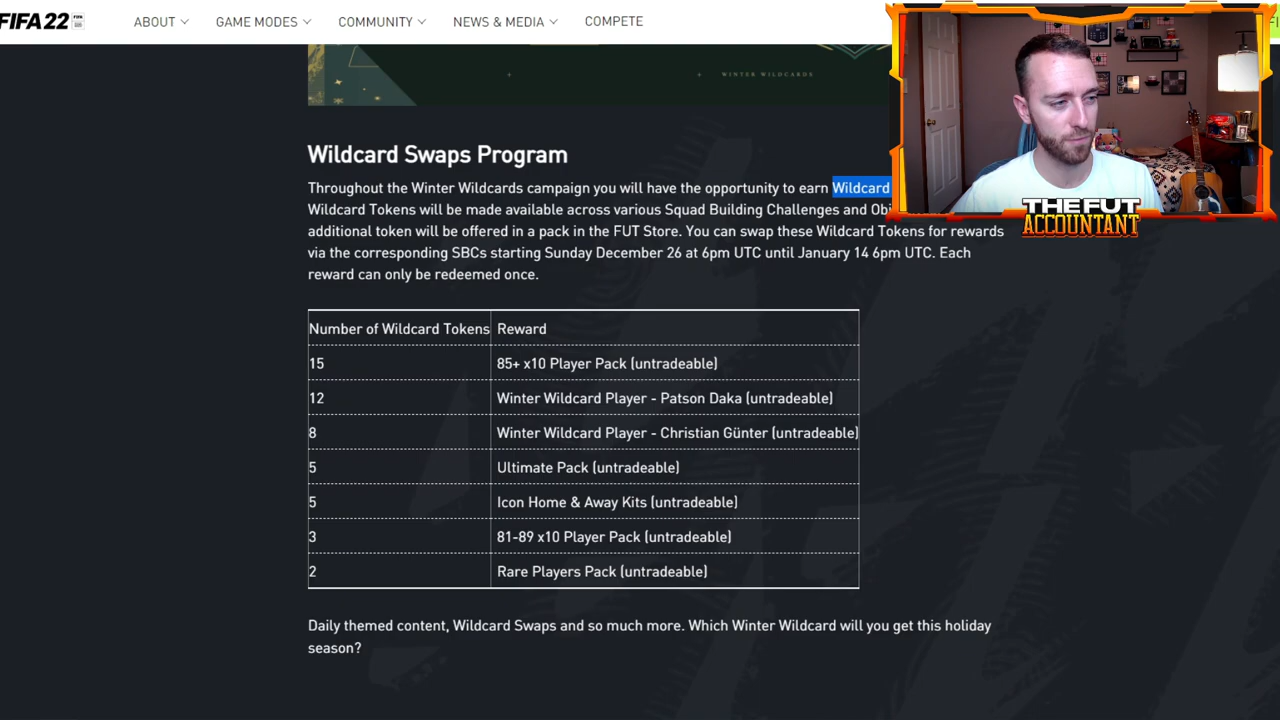 FIFA 22
ABOUT
GAME MODES
COMMUNITY
NEWS & MEDIA
COMPETE
WINTER WILDCARDS
Wildcard Swaps Program
Throughout the Winter Wildcards campaign you will have the opportunity to earn Wildcard
Wildcard Tokens will be made available across various Squad Building Challenges and
additional token will be offered in a pack in the FUT Store. You can swap these Wildcard Tokens for rewards
via the corresponding SBCs starting Sunday December 26 at 6pm UTC until January 14 6pm UTC. Each
reward can only be redeemed once.
THE FUT
ACCOUNTANT
Number of Wildcard Tokens Reward
15 85+ x10 Player Pack (untradeable)
12 Winter Wildcard Player - Patson Daka (untradeable)
8 Winter Wildcard Player - Christian Günter (untradeable)
5 Ultimate Pack (untradeable)
5 Icon Home & Away Kits (untradeable)
3 81-89 x10 Player Pack (untradeable)
2 Rare Players Pack (untradeable)
Daily themed content, Wildcard Swaps and so much more. Which Winter Wildcard will you get this holiday
season?